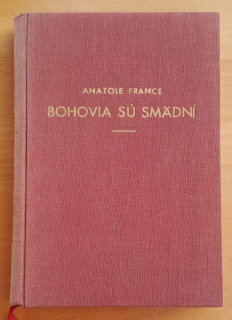 ANATOLE FRANCE
BOHOVIA SÚ SMÄDNÍ